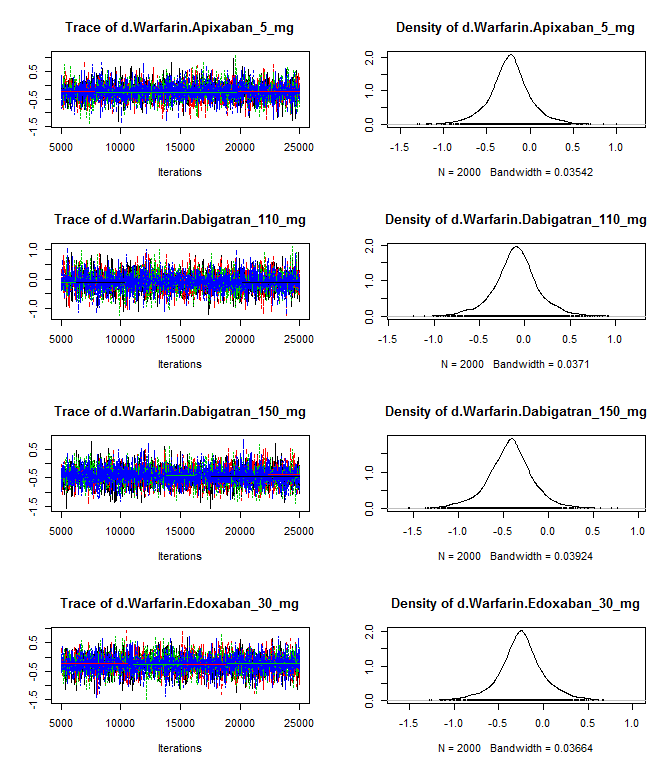 Trace of d.Warfarin.Apixaban_5_mg
-1.5 -0.5 0.5
5000 10000 15000 20000 25000
Iterations
Density of d.Warfarin.Apixaban_5_mg
0.0 1.0 2.0
-1.5 -0.5 0.0 0.5 1.0
N = 2000 Bandwidth = 0.03542
Trace of d.Warfarin.Dabigatran_110_mg
-1.0 0.0 1.0
5000 10000 15000 20000 25000
Iterations
Density of d.Warfarin.Dabigatran_110_mg
0.0 1.0 2.0
-1.5 -1.0 -0.5 0.0 0.5 1.0
N = 2000 Bandwidth = 0.0371
Trace of d.Warfarin.Dabigatran_150_mg
-1.5 -0.5 0.5
5000 10000 15000 20000 25000
Iterations
Density of d.Warfarin.Dabigatran_150_mg
0.0 1.0
-1.5 -1.0 -0.5 0.0 0.5 1.0
N = 2000 Bandwidth = 0.03924
Trace of d.Warfarin.Edoxaban_30_mg
-1.5 -0.5 0.5
5000 10000 15000 20000 25000
Iterations
Density of d.Warfarin.Edoxaban_30_mg
0.0 1.0 2.0
-1.5 -0.5 0.0 0.5 1.0
N = 2000 Bandwidth = 0.03664